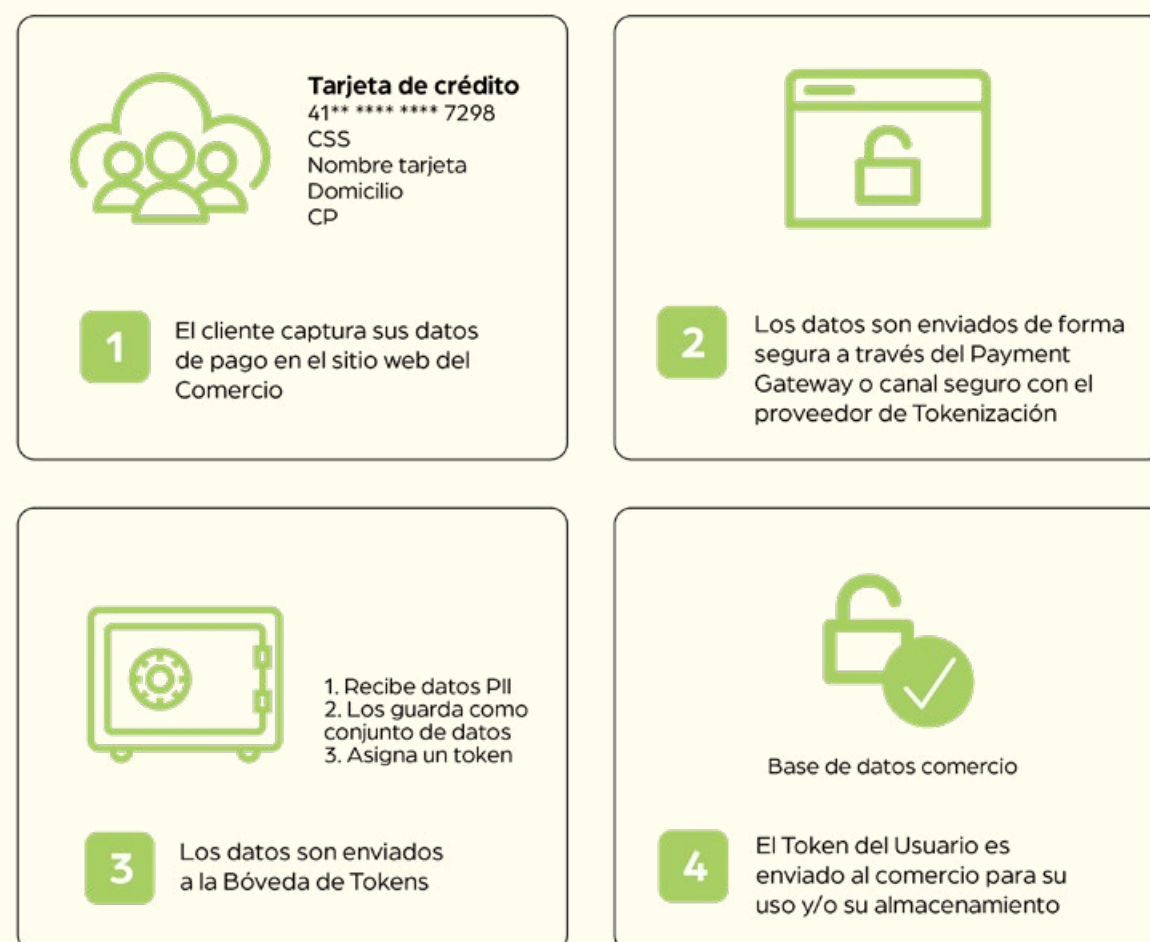 Tarjeta de crédito
41** **** **** 7298
CSS
Nombre tarjeta
Domicilio
CP
1
El cliente captura sus datos
de pago en el sitio web del
Comercio
2
Los datos son enviados de forma
segura a través del Payment
Gateway o canal seguro con el
proveedor de Tokenización
1. Recibe datos PII
2. Los guarda como
conjunto de datos
3. Asigna un token
3
Los datos son enviados
a la Bóveda de Tokens
Base de datos comercio
4
El Token del Usuario es
enviado al comercio para su
uso y/o su almacenamiento